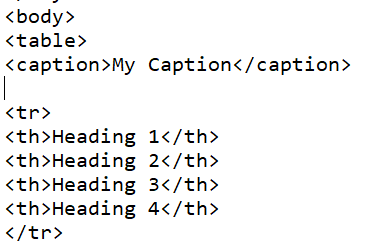 <body>
<table>
<caption>My Caption</caption>
<tr>
<th>Heading 1</th>
<th>Heading 2</th>
<th>Heading 3</th>
<th>Heading 4</th>
</tr>